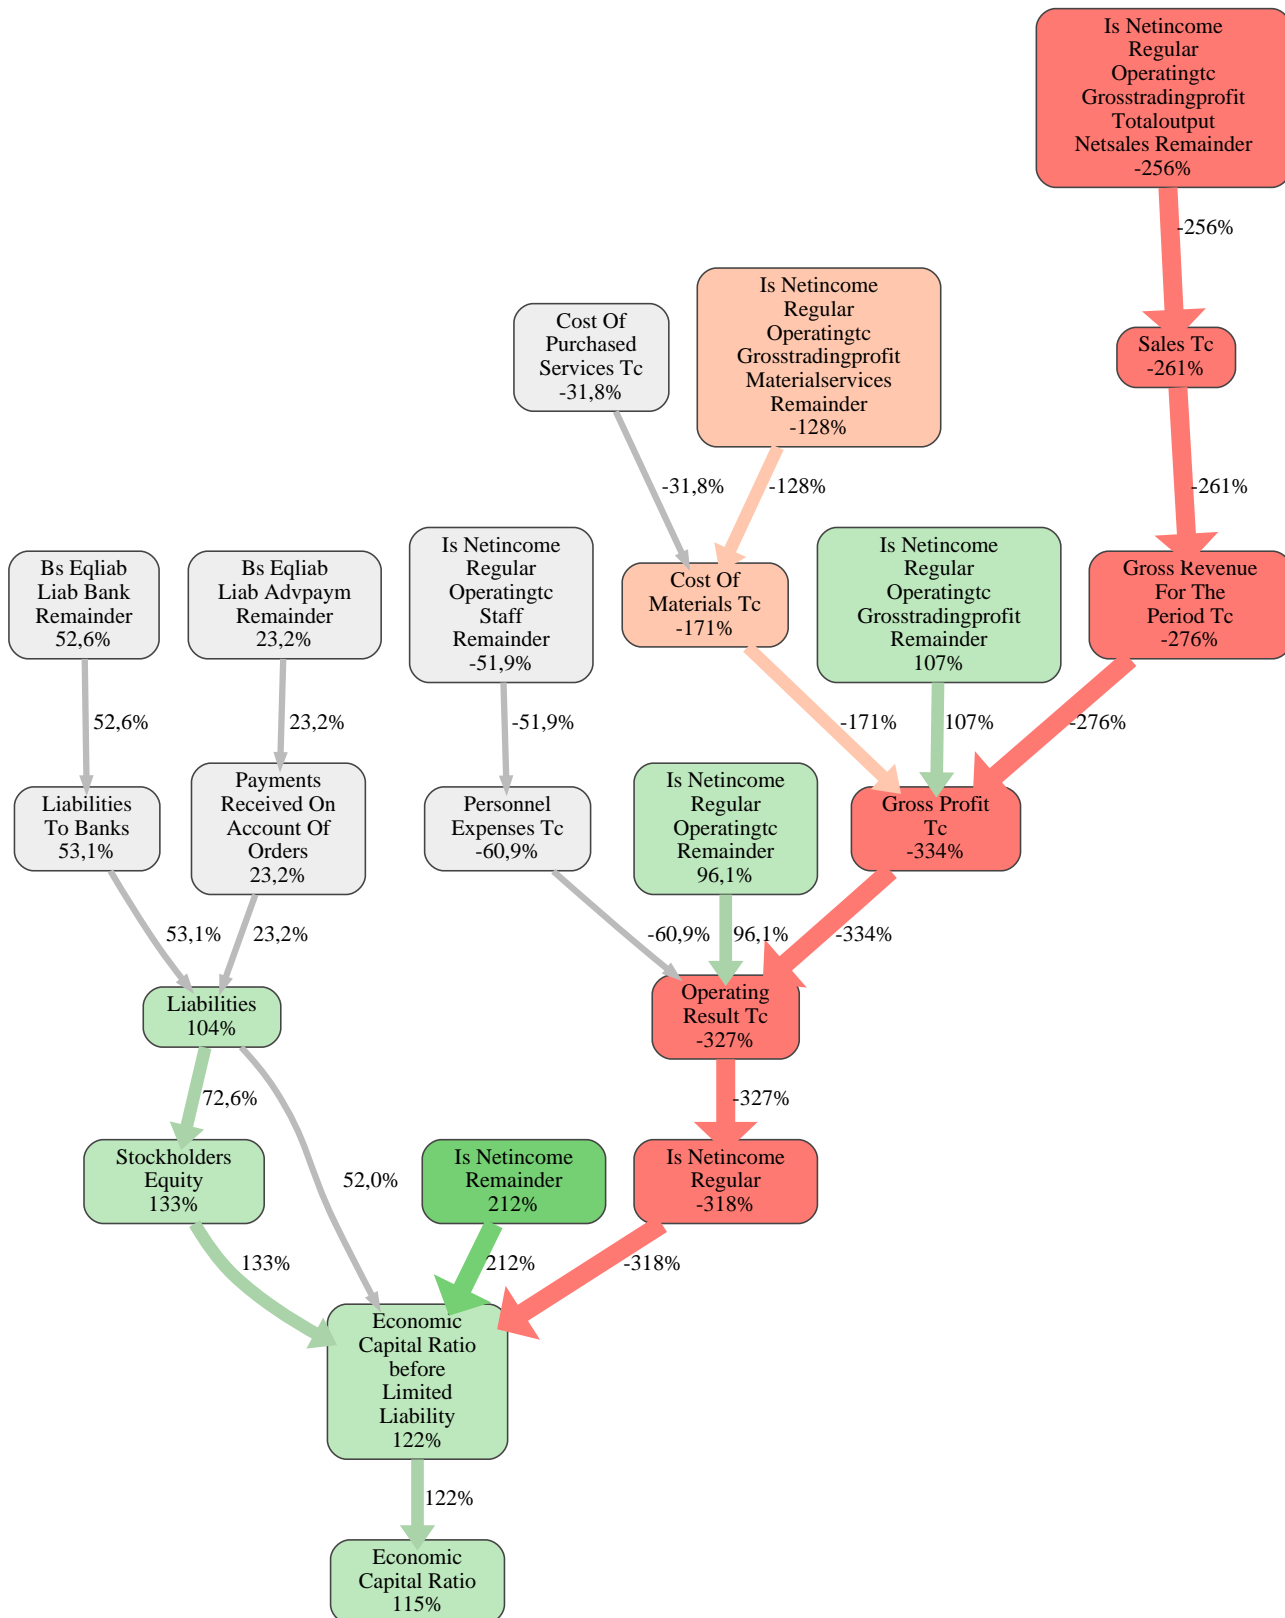 Is Netincome
Regular
Operatingtc
Grosstradingprofit
Totaloutput
Netsales Remainder
-256%
-256%
Is Netincome
Regular
Operatingtc
Grosstradingprofit
Materialservices
Remainder
-128%
Cost Of
Purchased
Services Tc
-31,8%
Sales Tc
-261%
-31,8%
-128%
-261%
Bs Eqliab
Liab Bank
Remainder
52,6%
Bs Eqliab
Liab Advpaym
Remainder
23,2%
Is Netincome
Regular
Operatingtc
Staff
Remainder
-51,9%
Cost Of
Materials Tc
-171%
Is Netincome
Regular
Operatingtc
Grosstradingprofit
Remainder
107%
Gross Revenue
For The
Period Tc
-276%
52,6%
23,2%
-51,9%
-171%
107%
-276%
Liabilities
To Banks
53,1%
Payments
Received On
Account Of
Orders
23,2%
Personnel
Expenses Tc
-60,9%
Is Netincome
Regular
Operatingtc
Remainder
96,1%
Gross Profit
Tc
-334%
53,1%
23,2%
-60,9%
96,1%
-334%
Liabilities
104%
Operating
Result Tc
-327%
72,6%
-327%
Stockholders
Equity
133%
52,0%
Is Netincome
Remainder
212%
Is Netincome
Regular
-318%
133%
212%
-318%
Economic
Capital Ratio
before
Limited
Liability
122%
122%
Economic
Capital Ratio
115%